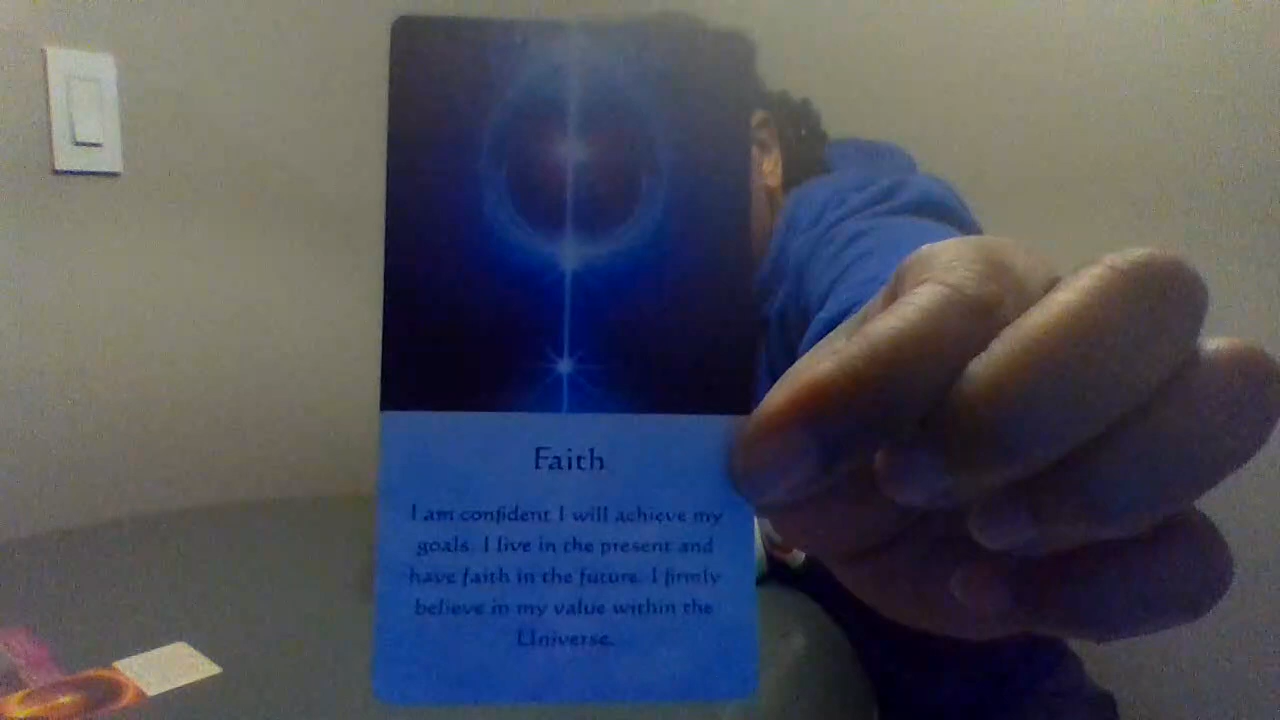 Faith
I am confident I will achieve my
goals. I live in the present and
have faith in the future. I firmly
believe in my value within the
Universe.